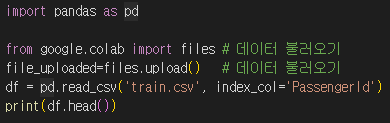 import pandas as pd
from google.colab import files # 데이터 불러오기
file_uploaded=files.upload() # 데이터 불러오기
df = pd.read_csv('train.csv', index_col='PassengerId')
print(df.head())